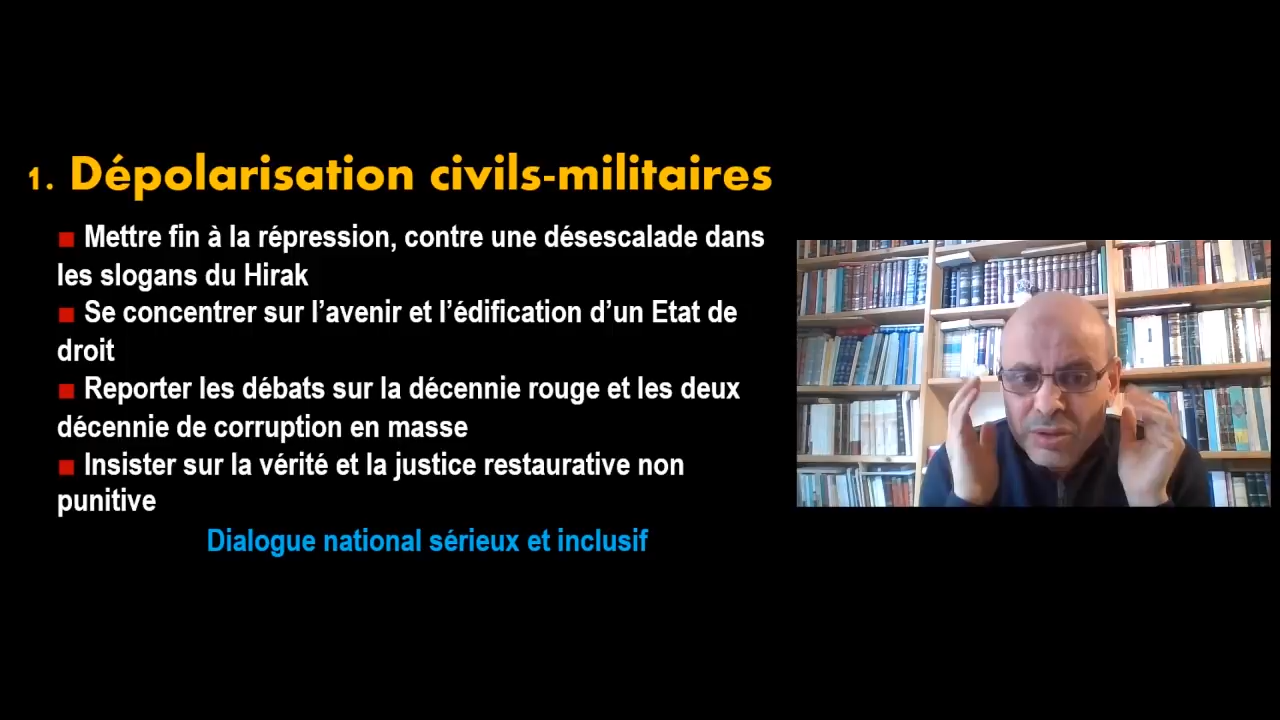 1. Dépolarisation civils-militaires
■ Mettre fin à la répression, contre une désescalade dans
les slogans du Hirak
■ Se concentrer sur l’avenir et l’édification d’un Etat de
droit
■ Reporter les débats sur la décennie rouge et les deux
décennie de corruption en masse
■ Insister sur la vérité et la justice restaurative non
punitive
Dialogue national sérieux et inclusif